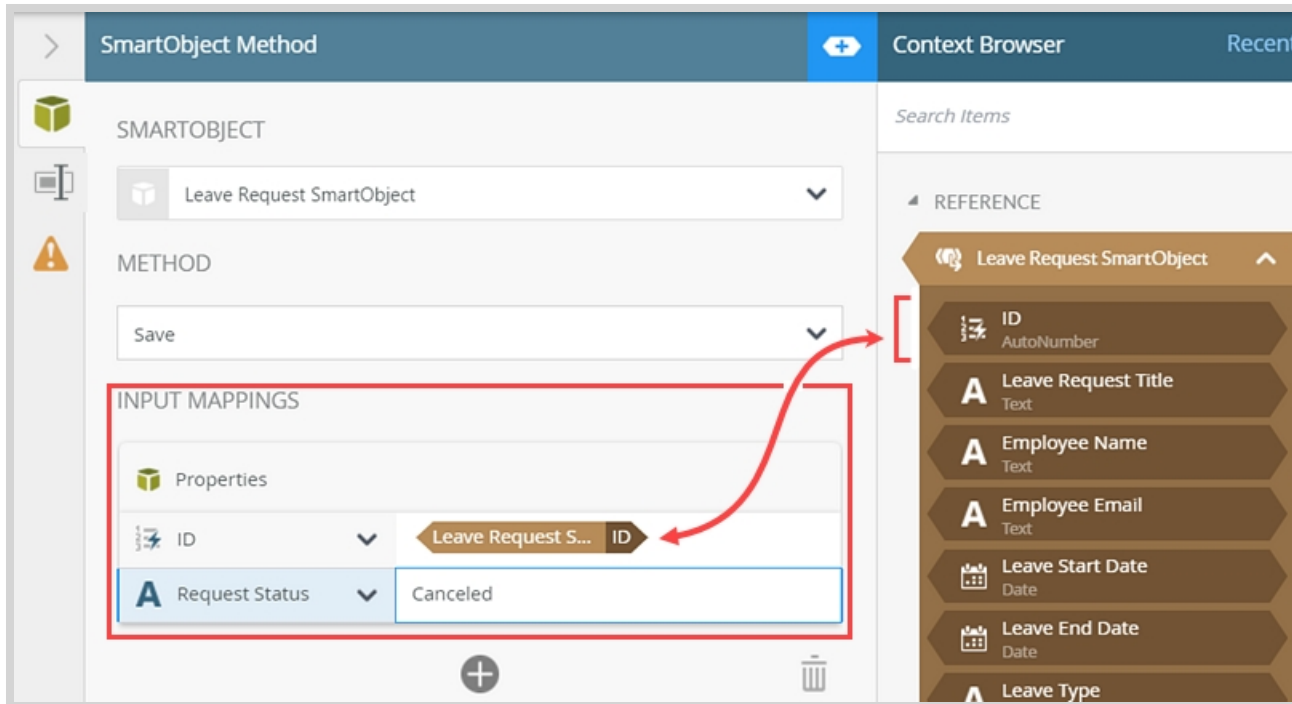 SmartObject Method
SMARTOBJECT
Leave Request SmartObject
METHOD
Save
INPUT MAPPINGS
Properties
ID
Leave Request S... ID
Request Status
Canceled
Context Browser
Recent
Search Items
REFERENCE
Leave Request SmartObject
ID
AutoNumber
Leave Request Title
Text
Employee Name
Text
Employee Email
Text
Leave Start Date
Date
Leave End Date
Date
Leave Type